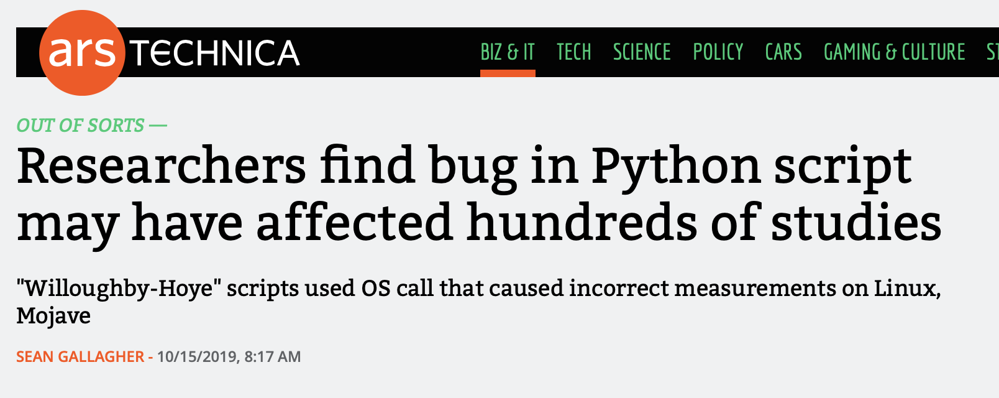 ars TECHNICA
BIZ & IT TECH SCIENCE POLICY CARS GAMING & CULTURE
OUT OF SORTS —
Researchers find bug in Python script
may have affected hundreds of studies
"Willoughby-Hoye" scripts used OS call that caused incorrect measurements on Linux,
Mojave
SEAN GALLAGHER - 10/15/2019, 8:17 AM